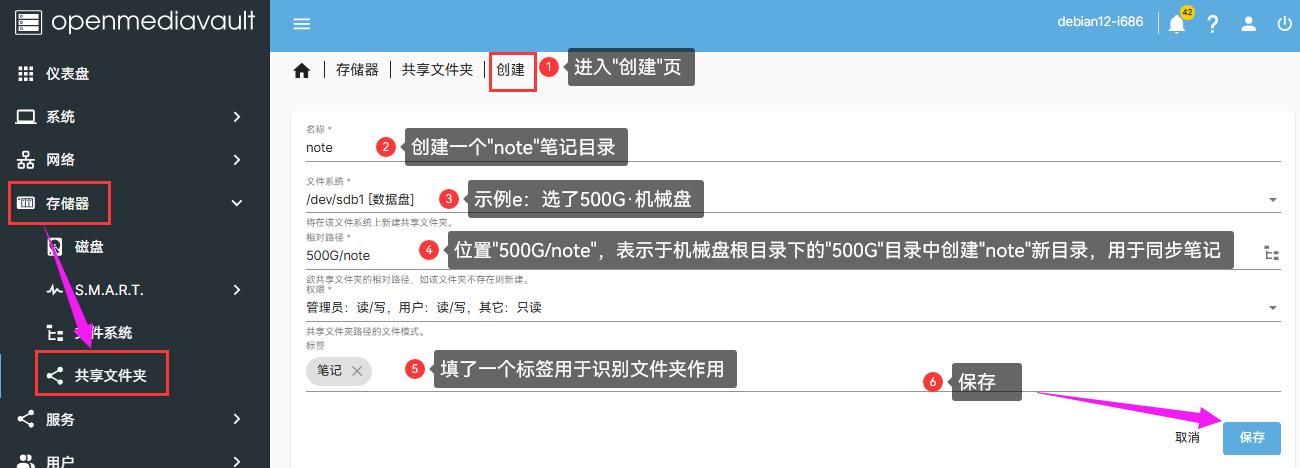 openmediavault
debian12-i686
42
仪表盘
系统
网络
存储器
磁盘
S.M.A.R.T.
文件系统
共享文件夹
服务
用户
存储器 | 共享文件夹 | 创建
1 进入"创建"页
名称 *
note
2 创建一个"note"笔记目录
文件系统 *
/dev/sdb1 [数据盘]
3 示例e：选了500G·机械盘
将在该文件系统上新建共享文件夹。
相对路径 *
500G/note
4 位置"500G/note"，表示于机械盘根目录下的"500G"目录中创建"note"新目录，用于同步笔记
欲共享文件夹的相对路径，如该文件夹不存在则新建。
权限 *
管理员：读/写，用户：读/写，其它：只读
共享文件夹路径的文件模式。
标签
笔记
5 填了一个标签用于识别文件夹作用
6 保存
取消
保存